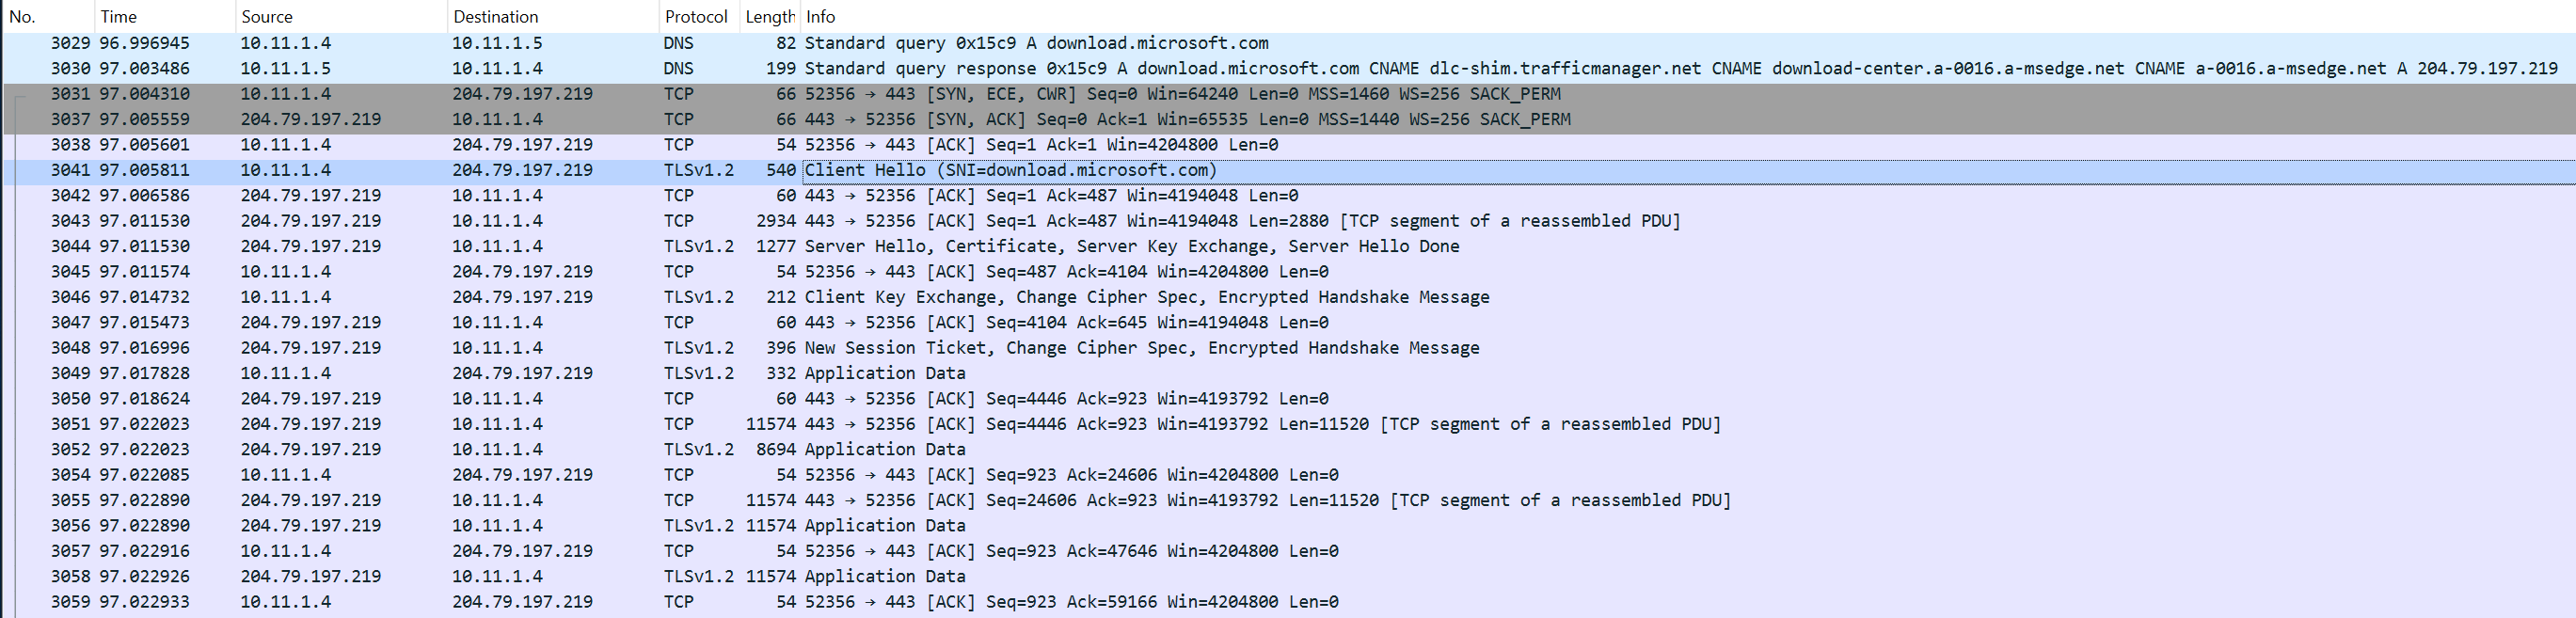 No. Time Source Destination Protocol Length Info
3029 96.996945 10.11.1.4 10.11.1.5 DNS 82 Standard query 0x15c9 A download.microsoft.com
3030 97.003486 10.11.1.5 10.11.1.4 DNS 199 Standard query response 0x15c9 A download.microsoft.com CNAME dlc-shim.trafficmanager.net CNAME download-center.a-0016.a-msedge.net CNAME a-0016.a-msedge.net A 204.79.197.219
3031 97.004310 10.11.1.4 204.79.197.219 TCP 66 52356 → 443 [SYN, ECE, CWR] Seq=0 Win=64240 Len=0 MSS=1460 WS=256 SACK_PERM
3037 97.005559 204.79.197.219 10.11.1.4 TCP 66 443 → 52356 [SYN, ACK] Seq=0 Ack=1 Win=65535 Len=0 MSS=1440 WS=256 SACK_PERM
3038 97.005601 10.11.1.4 204.79.197.219 TCP 54 52356 → 443 [ACK] Seq=1 Ack=1 Win=4204800 Len=0
3041 97.005811 10.11.1.4 204.79.197.219 TLSv1.2 540 Client Hello (SNI=download.microsoft.com)
3042 97.006586 204.79.197.219 10.11.1.4 TCP 60 443 → 52356 [ACK] Seq=1 Ack=487 Win=4194048 Len=0
3043 97.011530 204.79.197.219 10.11.1.4 TCP 2934 443 → 52356 [ACK] Seq=1 Ack=487 Win=4194048 Len=2880 [TCP segment of a reassembled PDU]
3044 97.011530 204.79.197.219 10.11.1.4 TLSv1.2 1277 Server Hello, Certificate, Server Key Exchange, Server Hello Done
3045 97.011574 10.11.1.4 204.79.197.219 TCP 54 52356 → 443 [ACK] Seq=487 Ack=4104 Win=4204800 Len=0
3046 97.014732 10.11.1.4 204.79.197.219 TLSv1.2 212 Client Key Exchange, Change Cipher Spec, Encrypted Handshake Message
3047 97.015473 204.79.197.219 10.11.1.4 TCP 60 443 → 52356 [ACK] Seq=4104 Ack=645 Win=4194048 Len=0
3048 97.016996 204.79.197.219 10.11.1.4 TLSv1.2 396 New Session Ticket, Change Cipher Spec, Encrypted Handshake Message
3049 97.017828 10.11.1.4 204.79.197.219 TLSv1.2 332 Application Data
3050 97.018624 204.79.197.219 10.11.1.4 TCP 60 443 → 52356 [ACK] Seq=4446 Ack=923 Win=4193792 Len=0
3051 97.022023 204.79.197.219 10.11.1.4 TCP 11574 443 → 52356 [ACK] Seq=4446 Ack=923 Win=4193792 Len=11520 [TCP segment of a reassembled PDU]
3052 97.022023 204.79.197.219 10.11.1.4 TLSv1.2 8694 Application Data
3054 97.022085 10.11.1.4 204.79.197.219 TCP 54 52356 → 443 [ACK] Seq=923 Ack=24606 Win=4204800 Len=0
3055 97.022890 204.79.197.219 10.11.1.4 TCP 11574 443 → 52356 [ACK] Seq=24606 Ack=923 Win=4193792 Len=11520 [TCP segment of a reassembled PDU]
3056 97.022890 204.79.197.219 10.11.1.4 TLSv1.2 11574 Application Data
3057 97.022916 10.11.1.4 204.79.197.219 TCP 54 52356 → 443 [ACK] Seq=923 Ack=47646 Win=4204800 Len=0
3058 97.022926 204.79.197.219 10.11.1.4 TLSv1.2 11574 Application Data
3059 97.022933 10.11.1.4 204.79.197.219 TCP 54 52356 → 443 [ACK] Seq=923 Ack=59166 Win=4204800 Len=0